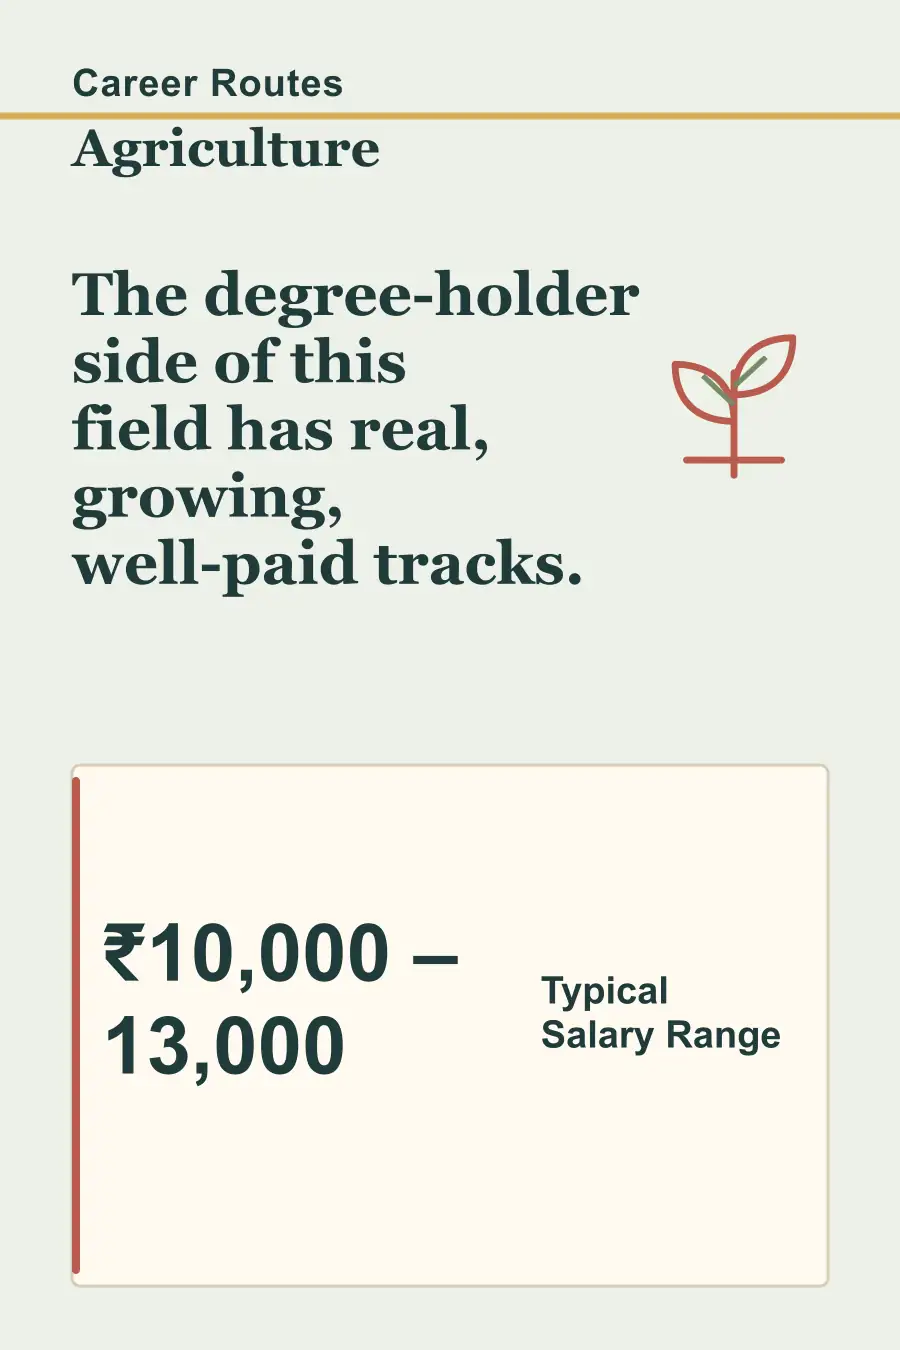 Career Routes
Agriculture
The degree-holder
side of this
field has real,
growing,
well-paid tracks.
₹10,000 –
13,000
Typical
Salary Range